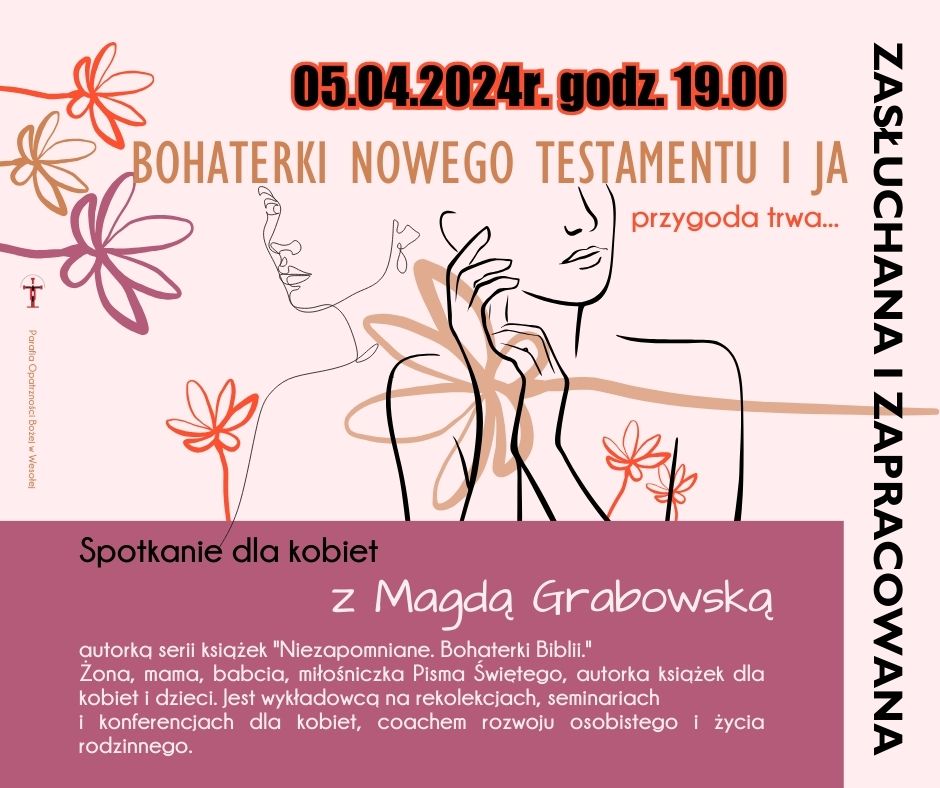 05.04.2024r. godz. 19.00
BOHATERKI NOWEGO TESTAMENTU I JA
przygoda trwa...
ZASŁUCHANA I ZAPRACOWANA
Parafia Opatrzności Bożej w Wesołej
Spotkanie dla kobiet
z Magdą Grabowską
autorką serii książek "Niezapomniane. Bohaterki Biblii."
Żona, mama, babcia, miłośniczka Pisma Świętego, autorka książek dla
kobiet i dzieci. Jest wykładowcą na rekolekcjach, seminariach
i konferencjach dla kobiet, coachem rozwoju osobistego i życia
rodzinnego.